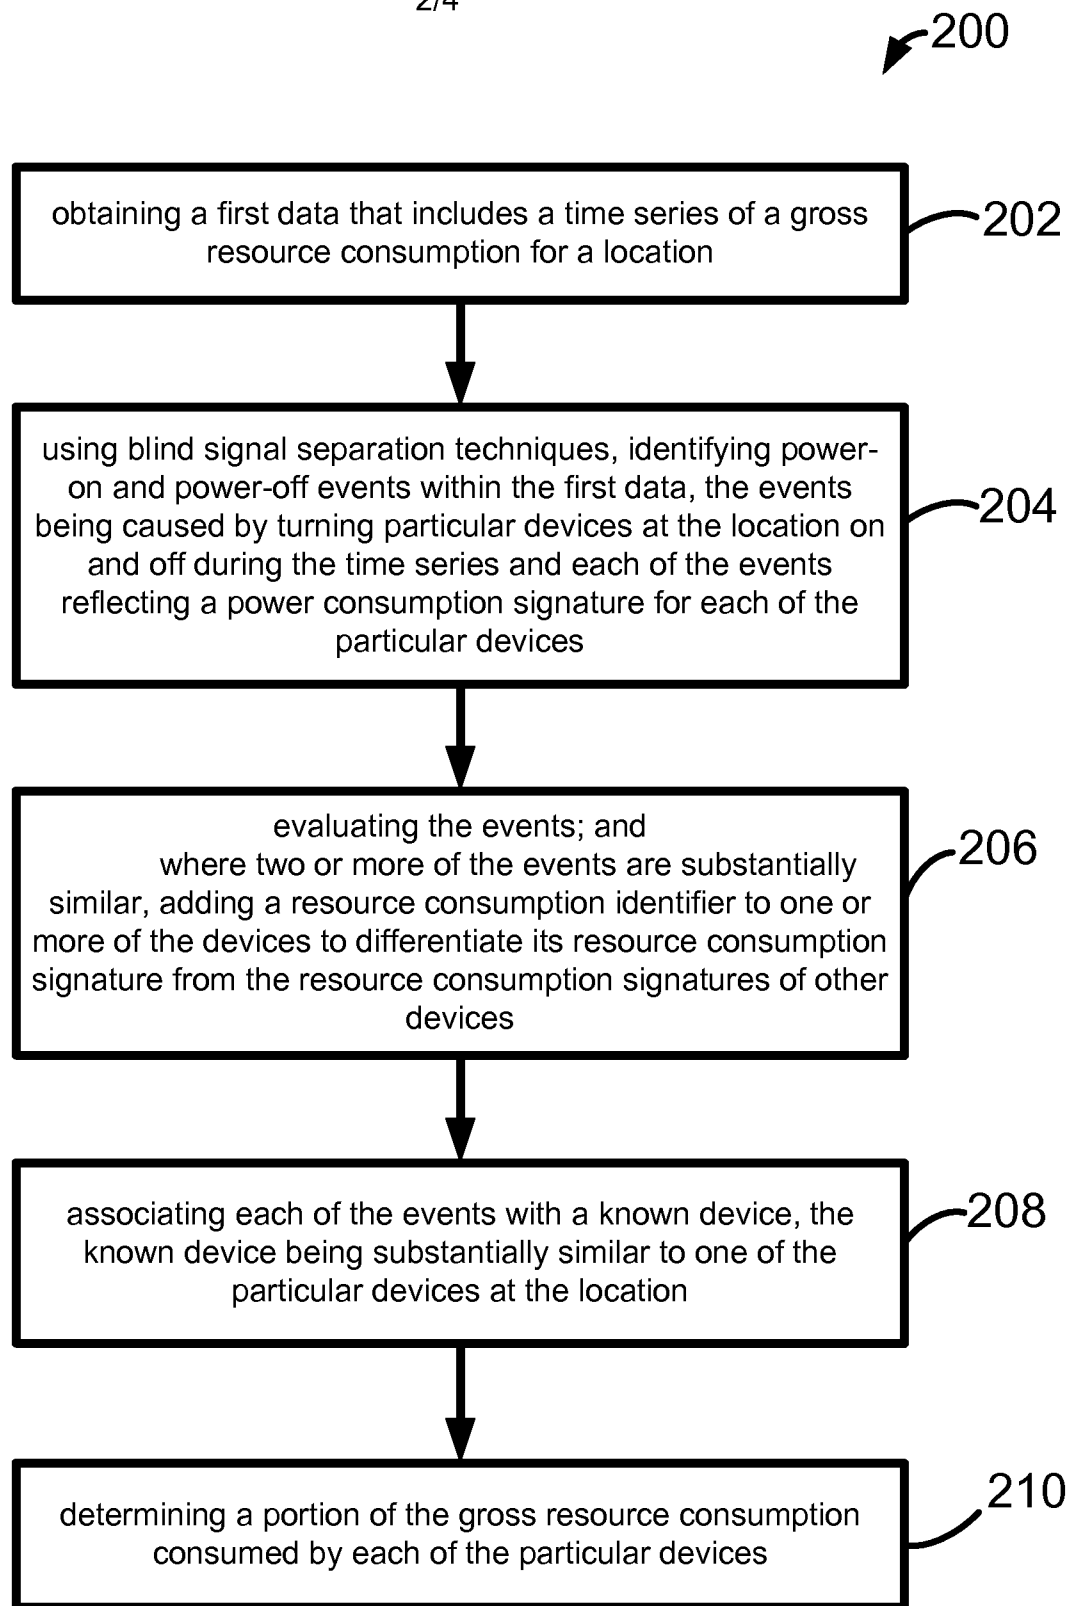 2/4
200
obtaining a first data that includes a time series of a gross
resource consumption for a location
202
using blind signal separation techniques, identifying power-
on and power-off events within the first data, the events
being caused by turning particular devices at the location on
and off during the time series and each of the events
reflecting a power consumption signature for each of the
particular devices
204
evaluating the events; and
where two or more of the events are substantially
similar, adding a resource consumption identifier to one or
more of the devices to differentiate its resource consumption
signature from the resource consumption signatures of other
devices
206
associating each of the events with a known device, the
known device being substantially similar to one of the
particular devices at the location
208
determining a portion of the gross resource consumption
consumed by each of the particular devices
210